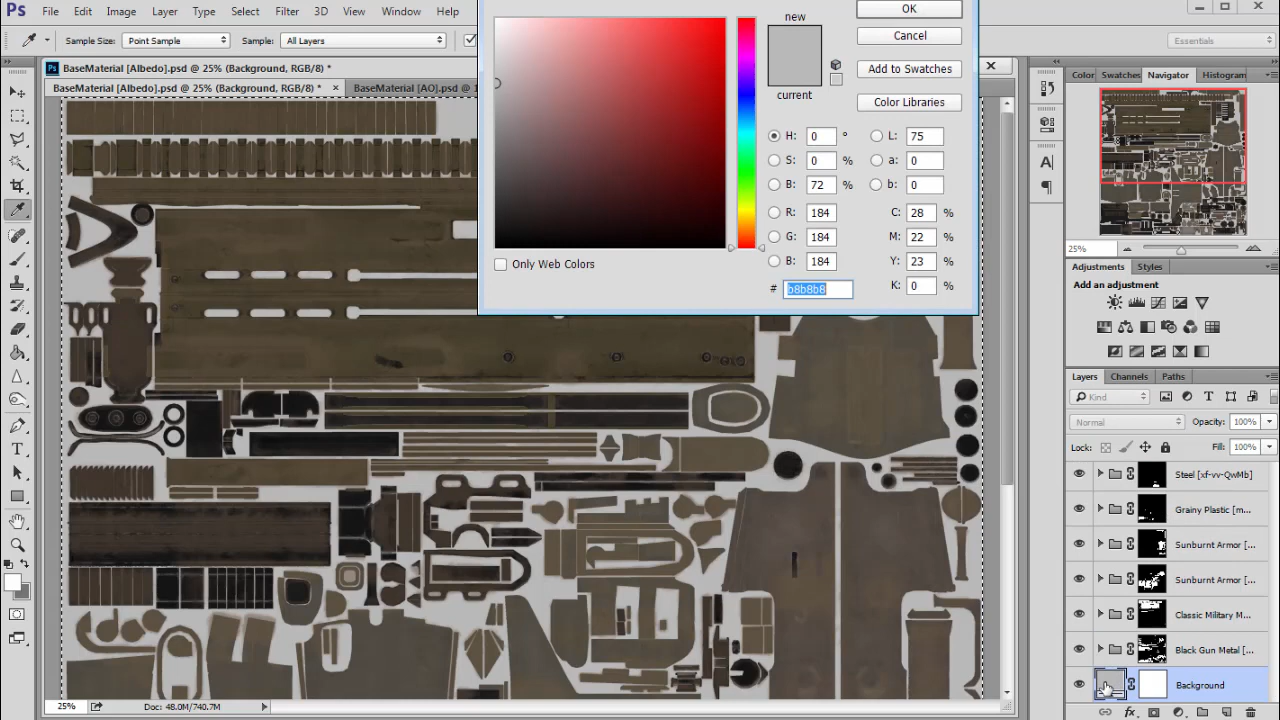 Ps File Edit Image Layer Type Select Filter 3D View Window Help
Sample Size: Point Sample Sample: All Layers Essentials
BaseMaterial [Albedo].psd @ 25% (Background, RGB/8) *
BaseMaterial [Albedo].psd @ 25% (Background, RGB/8) * × BaseMaterial [AO].psd @ 1
new
current
OK
Cancel
Add to Swatches
Color Libraries
H: 0 ° L: 75
S: 0 % a: 0
B: 72 % b: 0
R: 184 C: 28 %
G: 184 M: 22 %
B: 184 Y: 23 %
# b8b8b8 K: 0 %
Only Web Colors
Color Swatches Navigator Histogram
25%
Adjustments Styles
Add an adjustment
Layers Channels Paths
Kind
Normal Opacity: 100%
Lock: Fill: 100%
Steel [xf-vv-QwMb]
Grainy Plastic [m...
Sunburnt Armor [...
Sunburnt Armor [...
Classic Military M...
Black Gun Metal [...
Background
25% Doc: 48.0M/740.7M